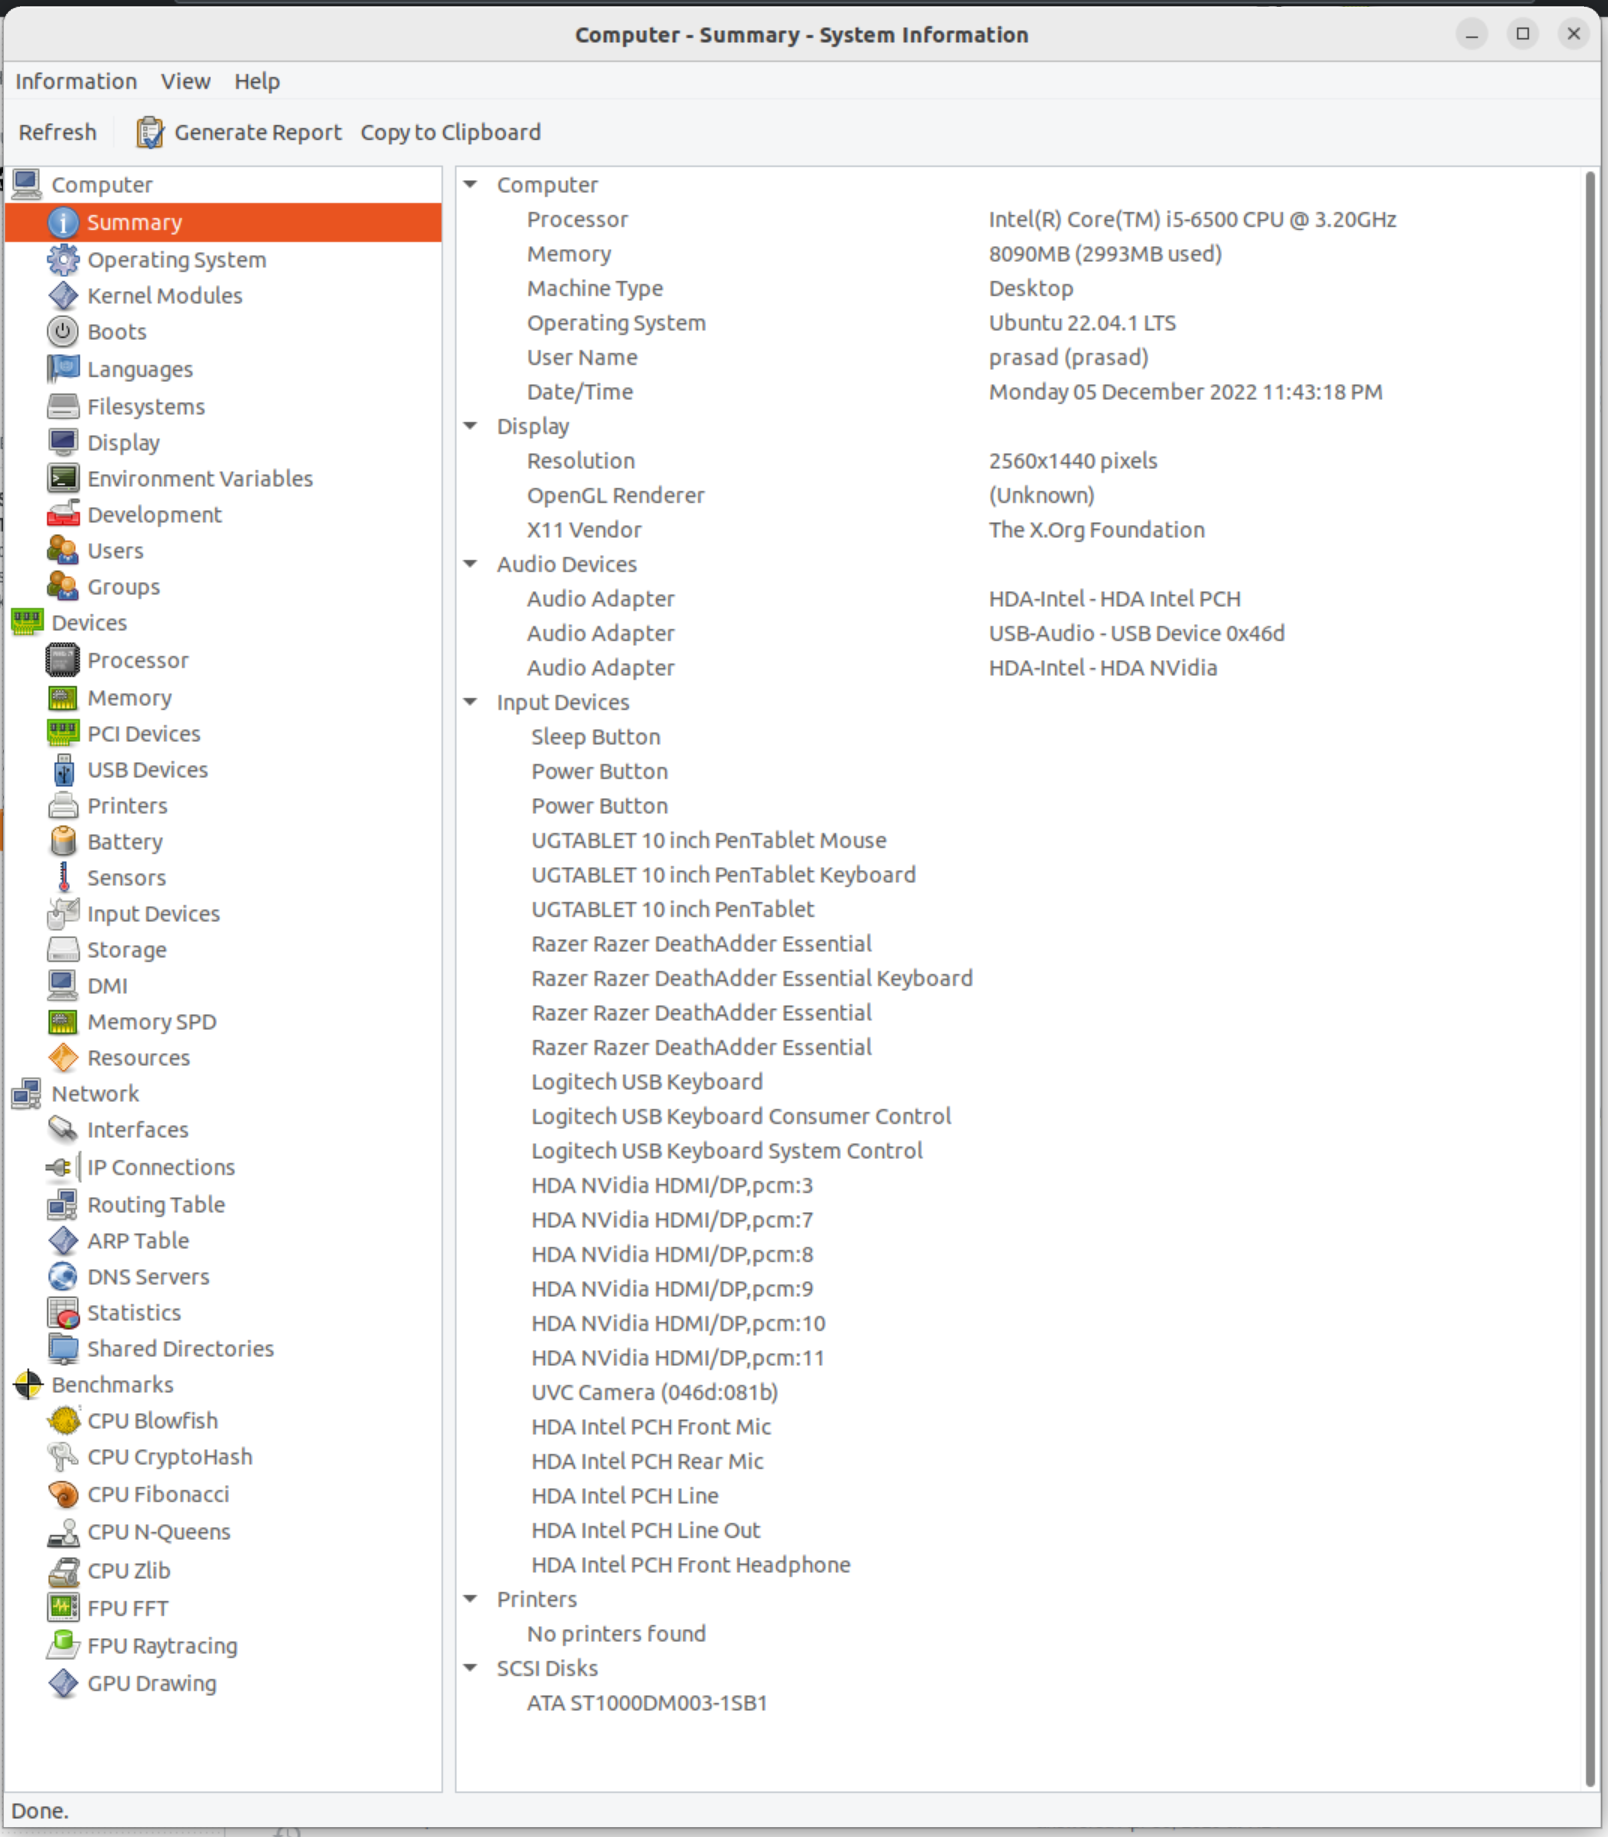 Computer - Summary - System Information
Information View Help
Refresh Generate Report Copy to Clipboard
Computer
Summary
Operating System
Kernel Modules
Boots
Languages
Filesystems
Display
Environment Variables
Development
Users
Groups
Devices
Processor
Memory
PCI Devices
USB Devices
Printers
Battery
Sensors
Input Devices
Storage
DMI
Memory SPD
Resources
Network
Interfaces
IP Connections
Routing Table
ARP Table
DNS Servers
Statistics
Shared Directories
Benchmarks
CPU Blowfish
CPU CryptoHash
CPU Fibonacci
CPU N-Queens
CPU Zlib
FPU FFT
FPU Raytracing
GPU Drawing
Computer
Processor Intel(R) Core(TM) i5-6500 CPU @ 3.20GHz
Memory 8090MB (2993MB used)
Machine Type Desktop
Operating System Ubuntu 22.04.1 LTS
User Name prasad (prasad)
Date/Time Monday 05 December 2022 11:43:18 PM
Display
Resolution 2560x1440 pixels
OpenGL Renderer (Unknown)
X11 Vendor The X.Org Foundation
Audio Devices
Audio Adapter HDA-Intel - HDA Intel PCH
Audio Adapter USB-Audio - USB Device 0x46d
Audio Adapter HDA-Intel - HDA NVidia
Input Devices
Sleep Button
Power Button
Power Button
UGTABLET 10 inch PenTablet Mouse
UGTABLET 10 inch PenTablet Keyboard
UGTABLET 10 inch PenTablet
Razer Razer DeathAdder Essential
Razer Razer DeathAdder Essential Keyboard
Razer Razer DeathAdder Essential
Razer Razer DeathAdder Essential
Logitech USB Keyboard
Logitech USB Keyboard Consumer Control
Logitech USB Keyboard System Control
HDA NVidia HDMI/DP,pcm:3
HDA NVidia HDMI/DP,pcm:7
HDA NVidia HDMI/DP,pcm:8
HDA NVidia HDMI/DP,pcm:9
HDA NVidia HDMI/DP,pcm:10
HDA NVidia HDMI/DP,pcm:11
UVC Camera (046d:081b)
HDA Intel PCH Front Mic
HDA Intel PCH Rear Mic
HDA Intel PCH Line
HDA Intel PCH Line Out
HDA Intel PCH Front Headphone
Printers
No printers found
SCSI Disks
ATA ST1000DM003-1SB1
Done.